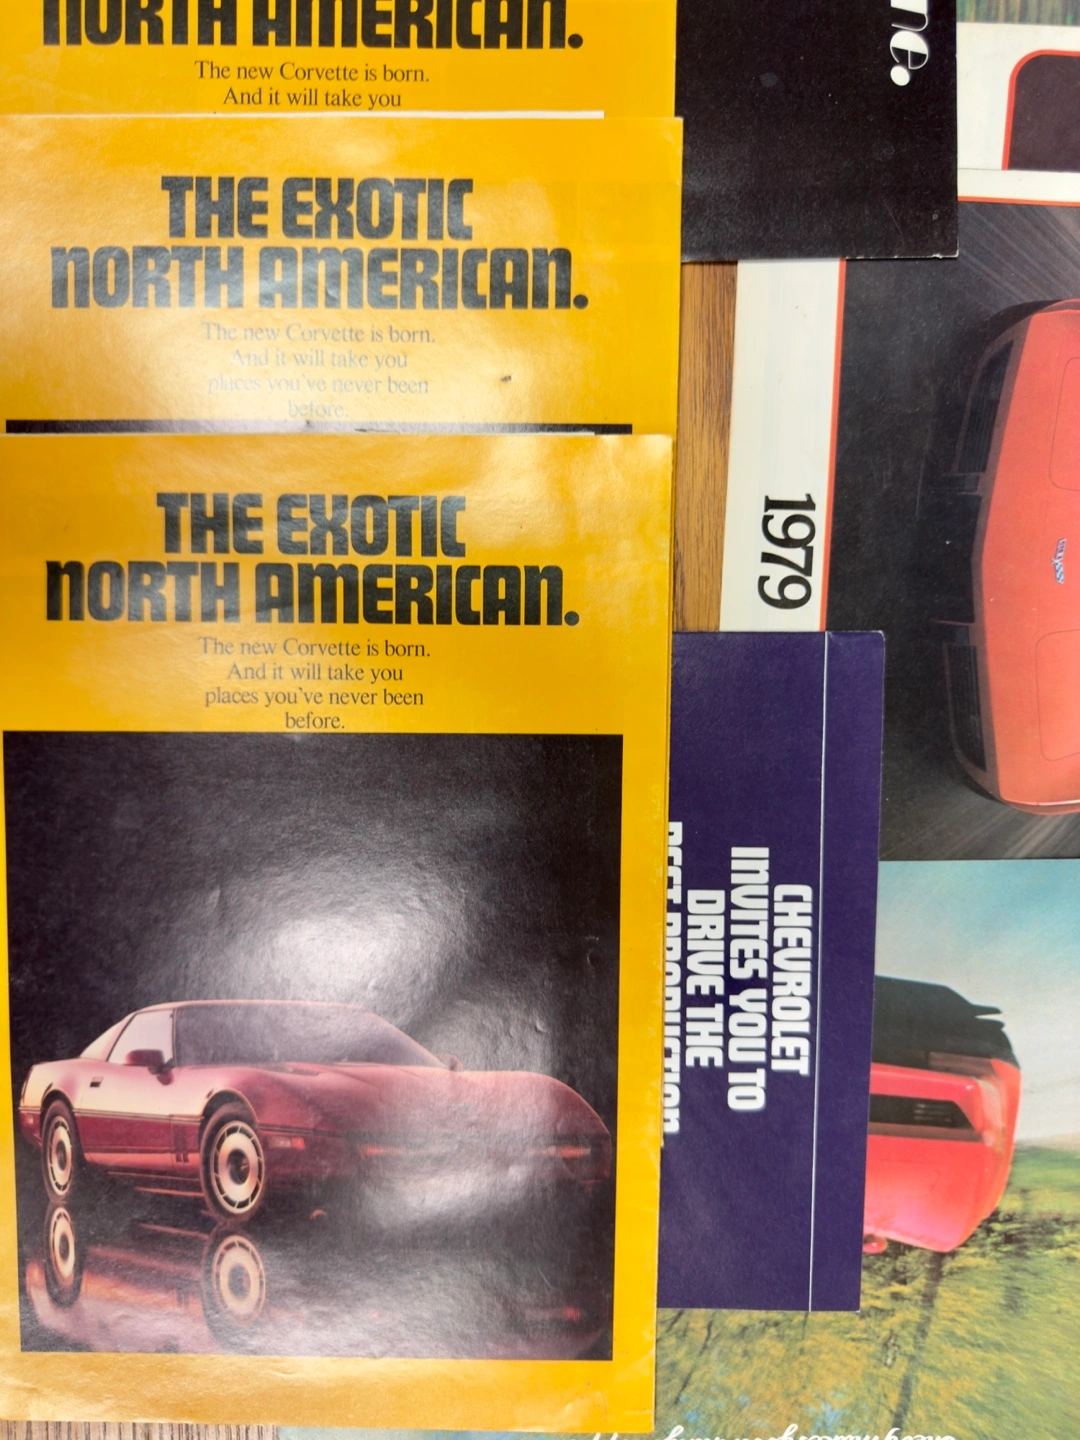 NORTH AMERICAN.
The new Corvette is born.
And it will take you
THE EXOTIC
NORTH AMERICAN.
The new Corvette is born.
And it will take you
places you've never been
before.
THE EXOTIC
NORTH AMERICAN.
The new Corvette is born.
And it will take you
places you've never been
before.
ne.
1979
CHEVROLET
INVITES YOU TO
DRIVE THE
BEST PRODUCTION